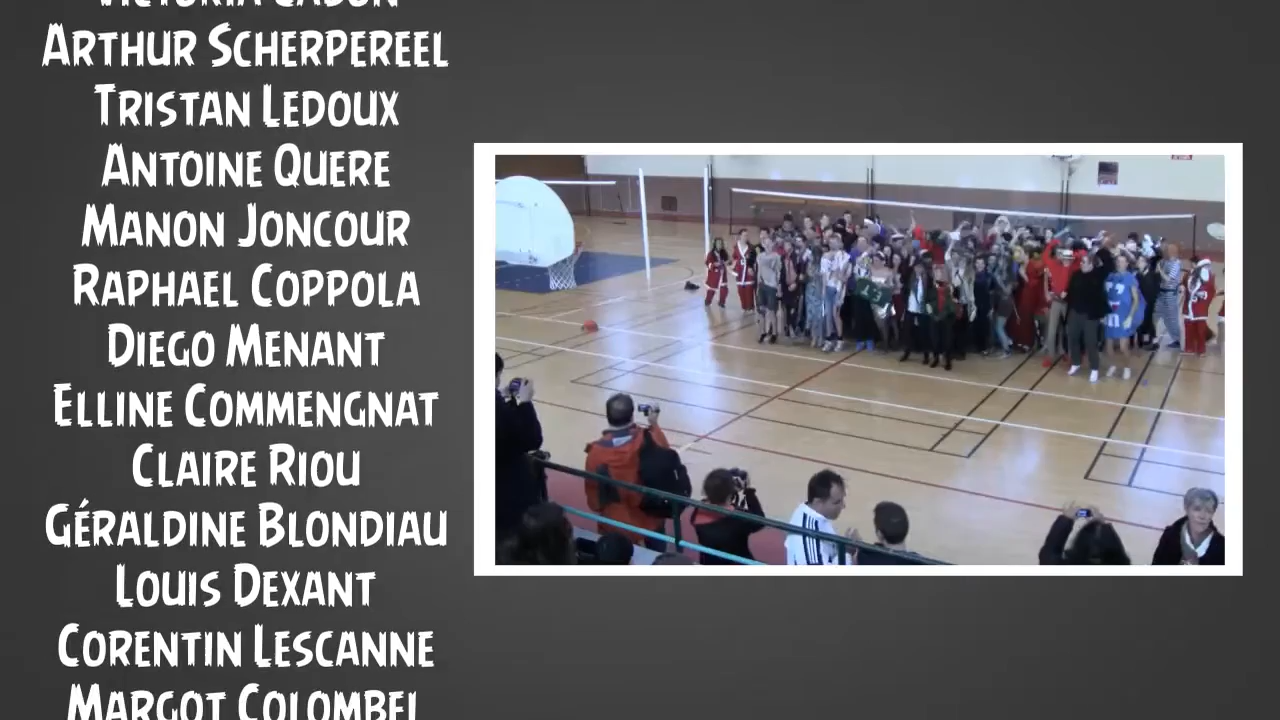 Arthur Scherpereel
Tristan Ledoux
Antoine Quere
Manon Joncour
Raphael Coppola
Diego Menant
Elline Commengnat
Claire Riou
Géraldine Blondiau
Louis Dexant
Corentin Lescanne
Margot Colombel